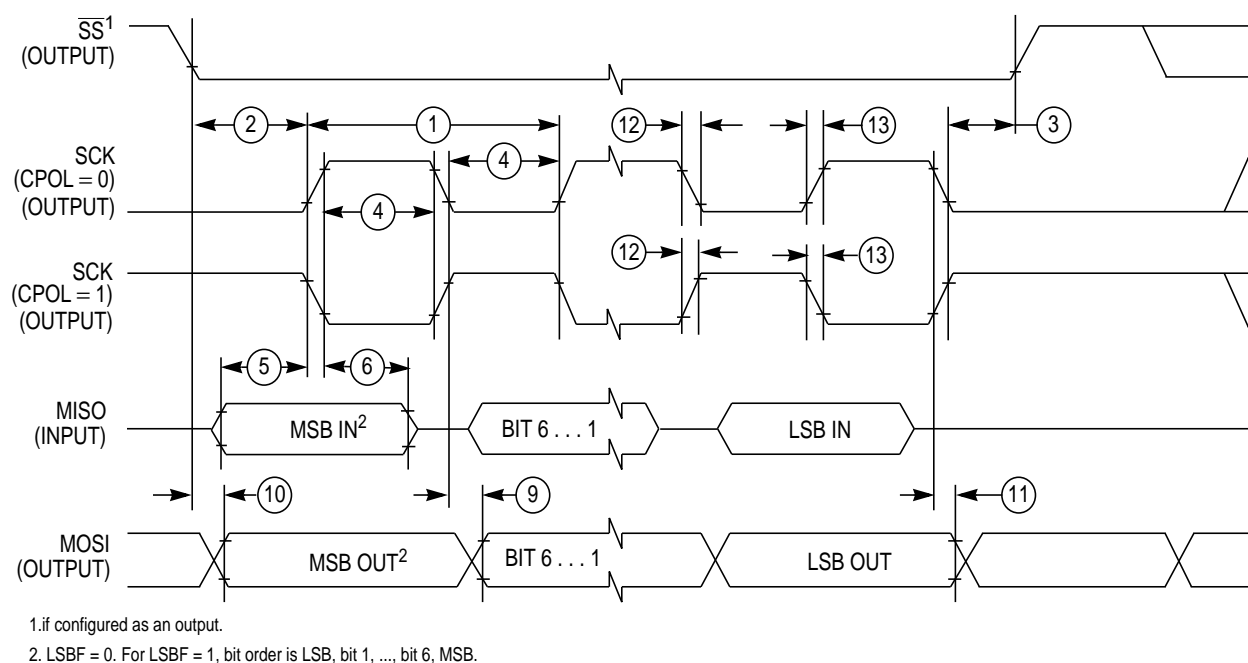 SS¹
(OUTPUT)
2
1
12
13
3
SCK
(CPOL = 0)
(OUTPUT)
4
4
SCK
(CPOL = 1)
(OUTPUT)
12
13
5
6
MISO
(INPUT)
MSB IN²
BIT 6 . . . 1
LSB IN
10
9
11
MOSI
(OUTPUT)
MSB OUT²
BIT 6 . . . 1
LSB OUT
1.if configured as an output.
2. LSBF = 0. For LSBF = 1, bit order is LSB, bit 1, ..., bit 6, MSB.